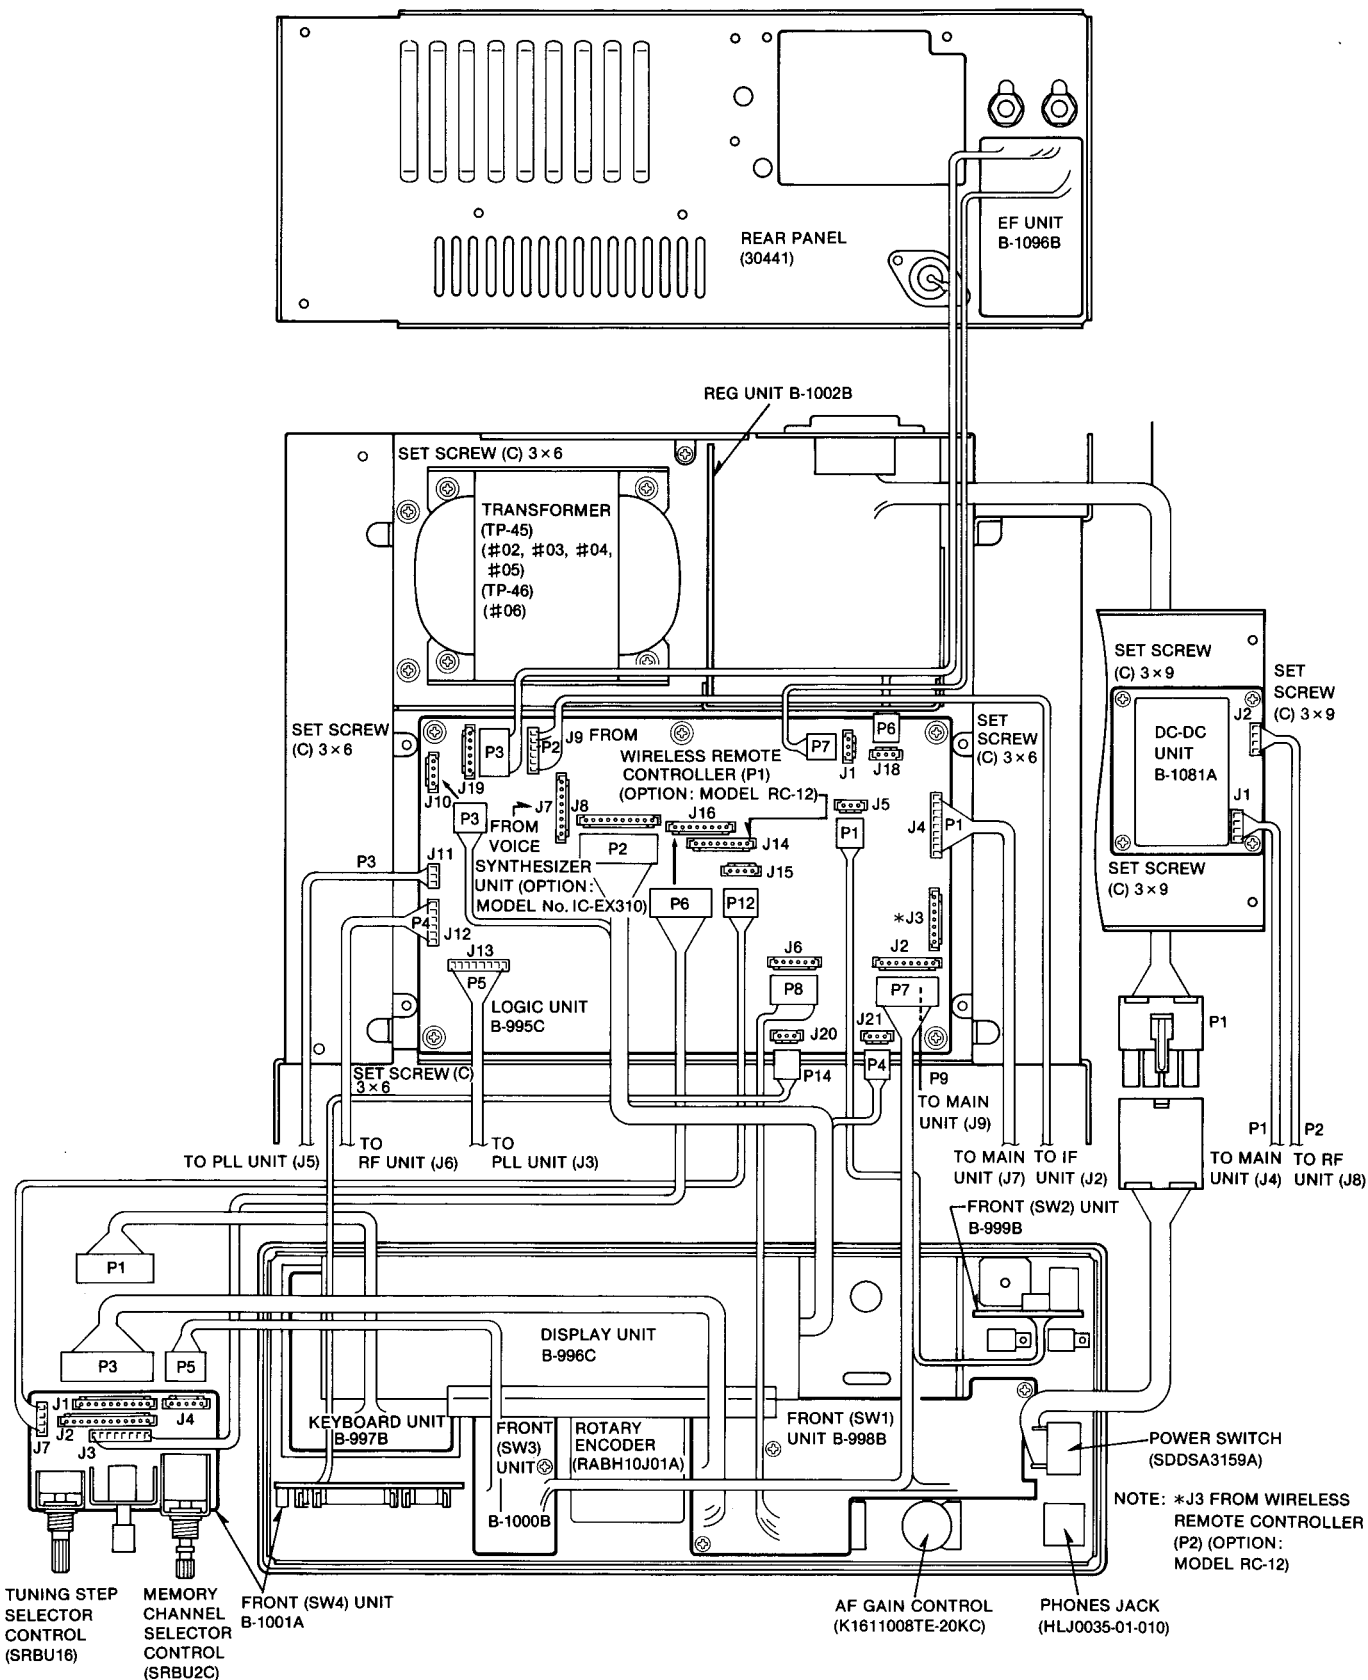 EF UNIT
B-1096B
REAR PANEL
(30441)
REG UNIT B-1002B
SET SCREW (C) 3×6
TRANSFORMER
(TP-45)
(#02, #03, #04,
#05)
(TP-46)
(#06)
SET SCREW
(C) 3×9
SET
SCREW
(C) 3×9
J2
DC-DC
UNIT
B-1081A
J1
SET SCREW
(C) 3×9
SET SCREW
(C) 3×6
P3
P2
J9 FROM
WIRELESS REMOTE
CONTROLLER (P1)
(OPTION: MODEL RC-12)
P7
J1
P6
J18
SET
SCREW
(C) 3×6
J10
J19
P3
J7
J8
FROM
VOICE
SYNTHESIZER
UNIT (OPTION:
MODEL No. IC-EX310)
P2
J16
J14
J15
J5
P1
J4
P1
P3
J11
P4
J12
P6
P12
*J3
J13
P5
J6
P8
J2
P7
LOGIC UNIT
B-995C
J20
J21
P14
P4
P9
TO MAIN
UNIT (J9)
SET SCREW (C)
3×6
P1
TO PLL UNIT (J5)
TO
RF UNIT (J6)
TO
PLL UNIT (J3)
TO MAIN
UNIT (J7)
TO IF
UNIT (J2)
P1
P2
TO MAIN
UNIT (J4)
TO RF
UNIT (J8)
FRONT (SW2) UNIT
B-999B
P1
P3
P5
DISPLAY UNIT
B-996C
J1
J2
J3
J4
J7
KEYBOARD UNIT
B-997B
FRONT
(SW3)
UNIT
B-1000B
ROTARY
ENCODER
(RABH10J01A)
FRONT (SW1)
UNIT B-998B
POWER SWITCH
(SDDSA3159A)
NOTE: *J3 FROM WIRELESS
REMOTE CONTROLLER
(P2) (OPTION:
MODEL RC-12)
TUNING STEP
SELECTOR
CONTROL
(SRBU16)
MEMORY
CHANNEL
SELECTOR
CONTROL
(SRBU2C)
FRONT (SW4) UNIT
B-1001A
AF GAIN CONTROL
(K1611008TE-20KC)
PHONES JACK
(HLJ0035-01-010)